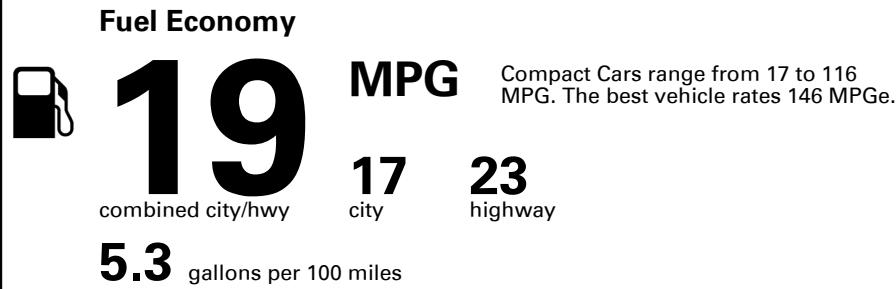 Fuel Economy
19 MPG
Compact Cars range from 17 to 116
MPG. The best vehicle rates 146 MPGe.
17 23
combined city/hwy city highway
5.3 gallons per 100 miles